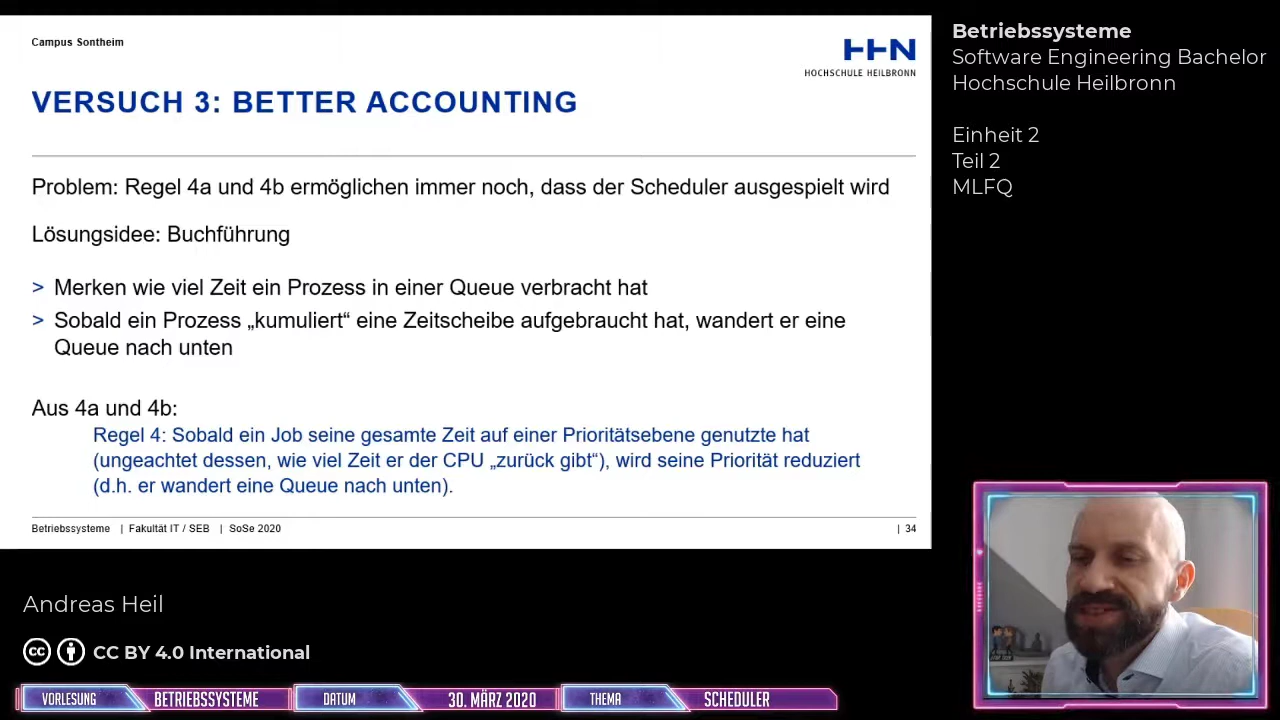 Campus Sontheim
HHN
HOCHSCHULE HEILBRONN
VERSUCH 3: BETTER ACCOUNTING
Problem: Regel 4a und 4b ermöglichen immer noch, dass der Scheduler ausgespielt wird
Lösungsidee: Buchführung
> Merken wie viel Zeit ein Prozess in einer Queue verbracht hat
> Sobald ein Prozess „kumuliert“ eine Zeitscheibe aufgebraucht hat, wandert er eine
Queue nach unten
Aus 4a und 4b:
Regel 4: Sobald ein Job seine gesamte Zeit auf einer Prioritätsebene genutzte hat
(ungeachtet dessen, wie viel Zeit er der CPU „zurück gibt“), wird seine Priorität reduziert
(d.h. er wandert eine Queue nach unten).
Betriebssysteme | Fakultät IT / SEB | SoSe 2020 | 34
Betriebssysteme
Software Engineering Bachelor
Hochschule Heilbronn
Einheit 2
Teil 2
MLFQ
Andreas Heil
cc CC BY 4.0 International
VORLESUNG BETRIEBSSYSTEME DATUM 30. MÄRZ 2020 THEMA SCHEDULER